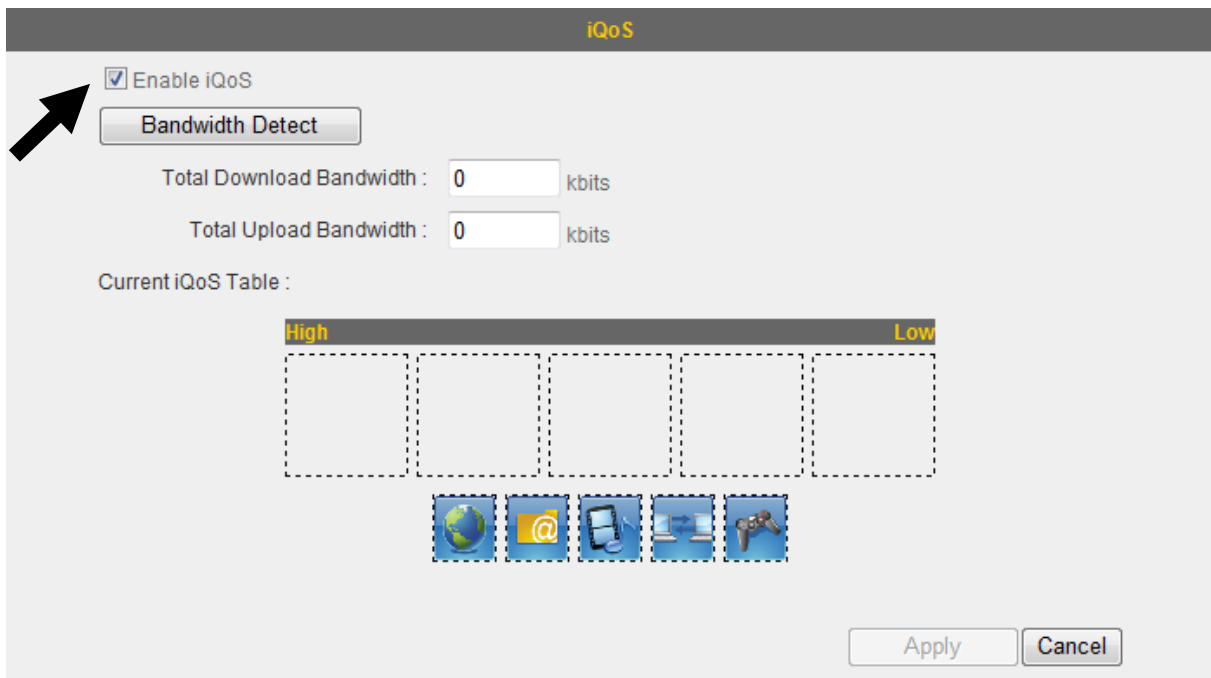 iQoS
Enable iQoS
Bandwidth Detect
Total Download Bandwidth : 0 kbits
Total Upload Bandwidth : 0 kbits
Current iQoS Table :
High Low
@
Apply Cancel